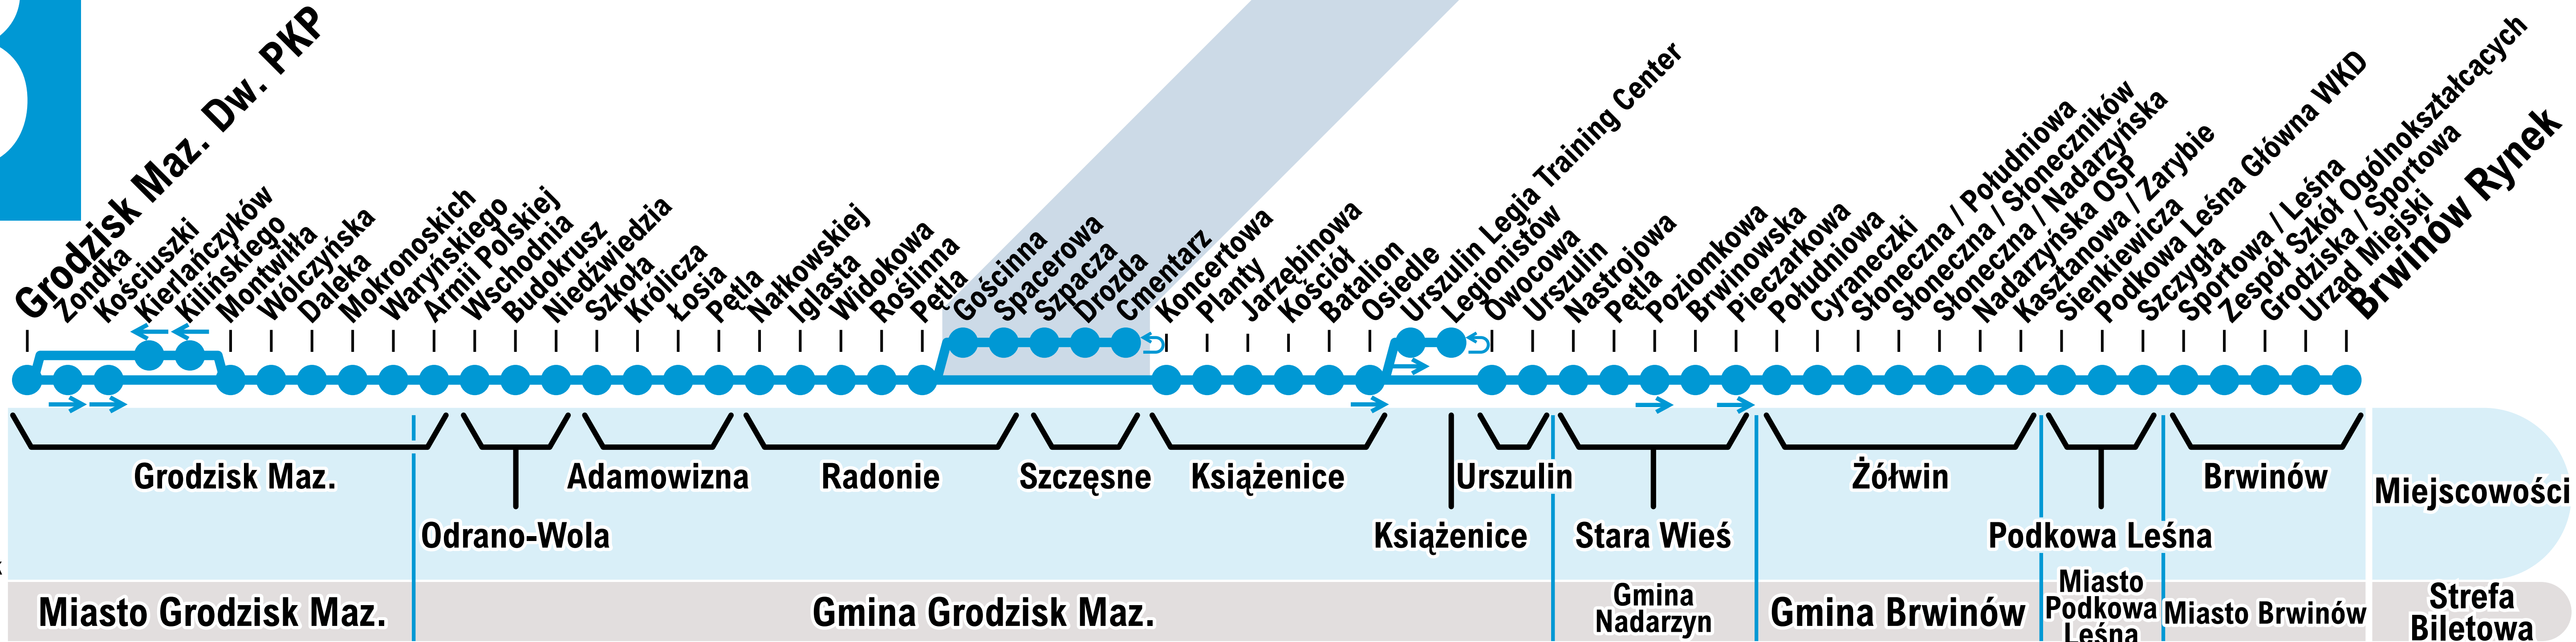 Grodzisk Maz. Dw. PKP
Żondka
Kościuszki
Kierlańczyków
Kilińskiego
Montwiłła
Wólczyńska
Daleka
Mokronoskich
Waryńskiego
Armii Polskiej
Wschodnia
Budokrusz
Niedźwiedzia
Szkoła
Królicza
Łosia
Pętla
Nałkowskiej
Iglasta
Widokowa
Roślinna
Pętla
Gościnna
Spacerowa
Szpacza
Drozda
Cmentarz
Koncertowa
Planty
Jarzębinowa
Kościół
Batalion
Osiedle
Urszulin Legia Training Center
Legionistów
Owocowa
Urszulin
Nastrojowa
Pętla
Poziomkowa
Brwinowska
Pieczarkowa
Południowa
Cyraneczki
Słoneczna / Południowa
Słoneczna / Słoneczników
Słoneczna / Nadarzyńska
Nadarzyńska OSP
Kasztanowa / Zarybie
Sienkiewicza
Podkowa Leśna Główna WKD
Szczygła
Sportowa / Leśna
Zespół Szkół Ogólnokształcących
Grodziska / Sportowa
Urząd Miejski
Brwinów Rynek
Grodzisk Maz.
Odrano-Wola
Adamowizna
Radonie
Szczęsne
Książenice
Książenice
Urszulin
Stara Wieś
Żółwin
Podkowa Leśna
Brwinów
Miejscowości
Miasto Grodzisk Maz.
Gmina Grodzisk Maz.
Gmina
Nadarzyn
Gmina Brwinów
Miasto
Podkowa
Leśna
Miasto Brwinów
Strefa
Biletowa